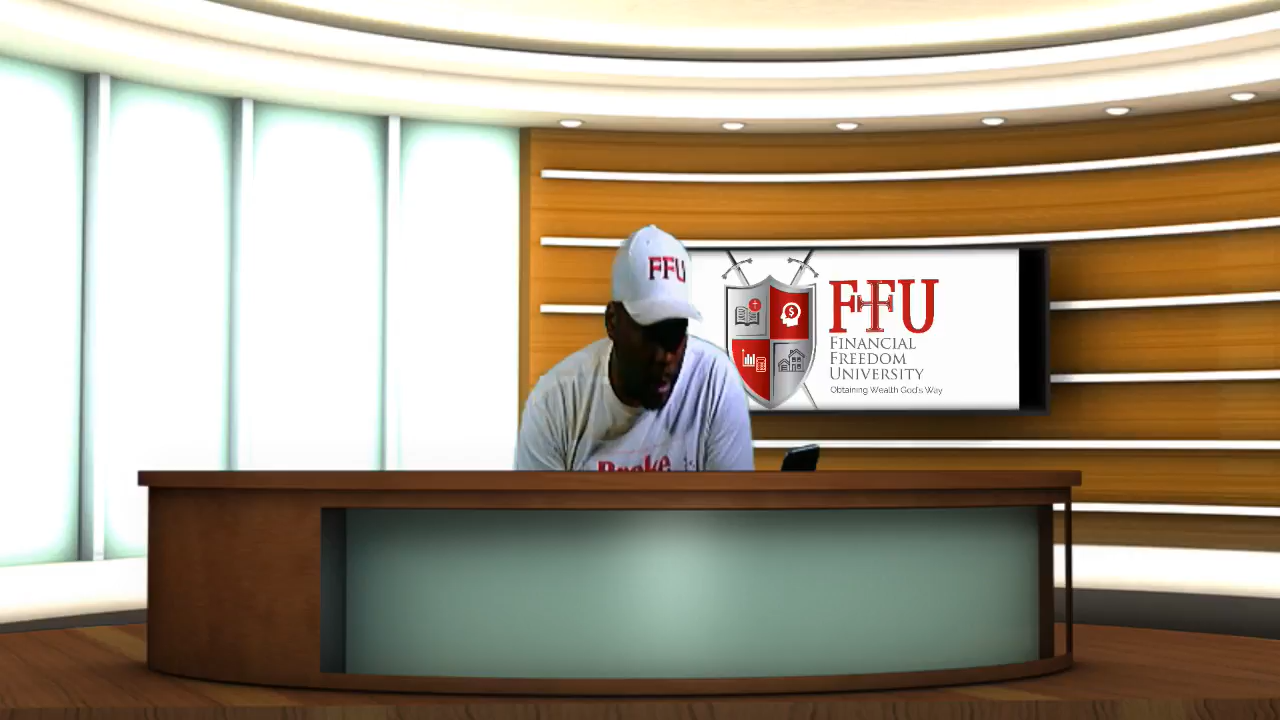 FFU
FFU
FINANCIAL
FREEDOM
UNIVERSITY
Obtaining Wealth God's Way
Broke